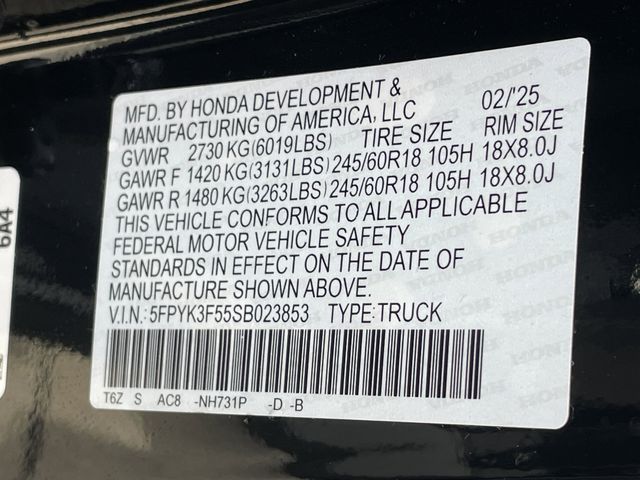 MFD. BY HONDA DEVELOPMENT &
MANUFACTURING OF AMERICA, LLC 02/'25
GVWR 2730 KG(6019LBS) TIRE SIZE RIM SIZE
GAWR F 1420 KG(3131LBS) 245/60R18 105H 18X8.0J
GAWR R 1480 KG(3263LBS) 245/60R18 105H 18X8.0J
THIS VEHICLE CONFORMS TO ALL APPLICABLE
FEDERAL MOTOR VEHICLE SAFETY
STANDARDS IN EFFECT ON THE DATE OF
MANUFACTURE SHOWN ABOVE.
V.I.N.: 5FPYK3F55SB023853 TYPE: TRUCK
T6Z S AC8 -NH731P -D -B
6A4